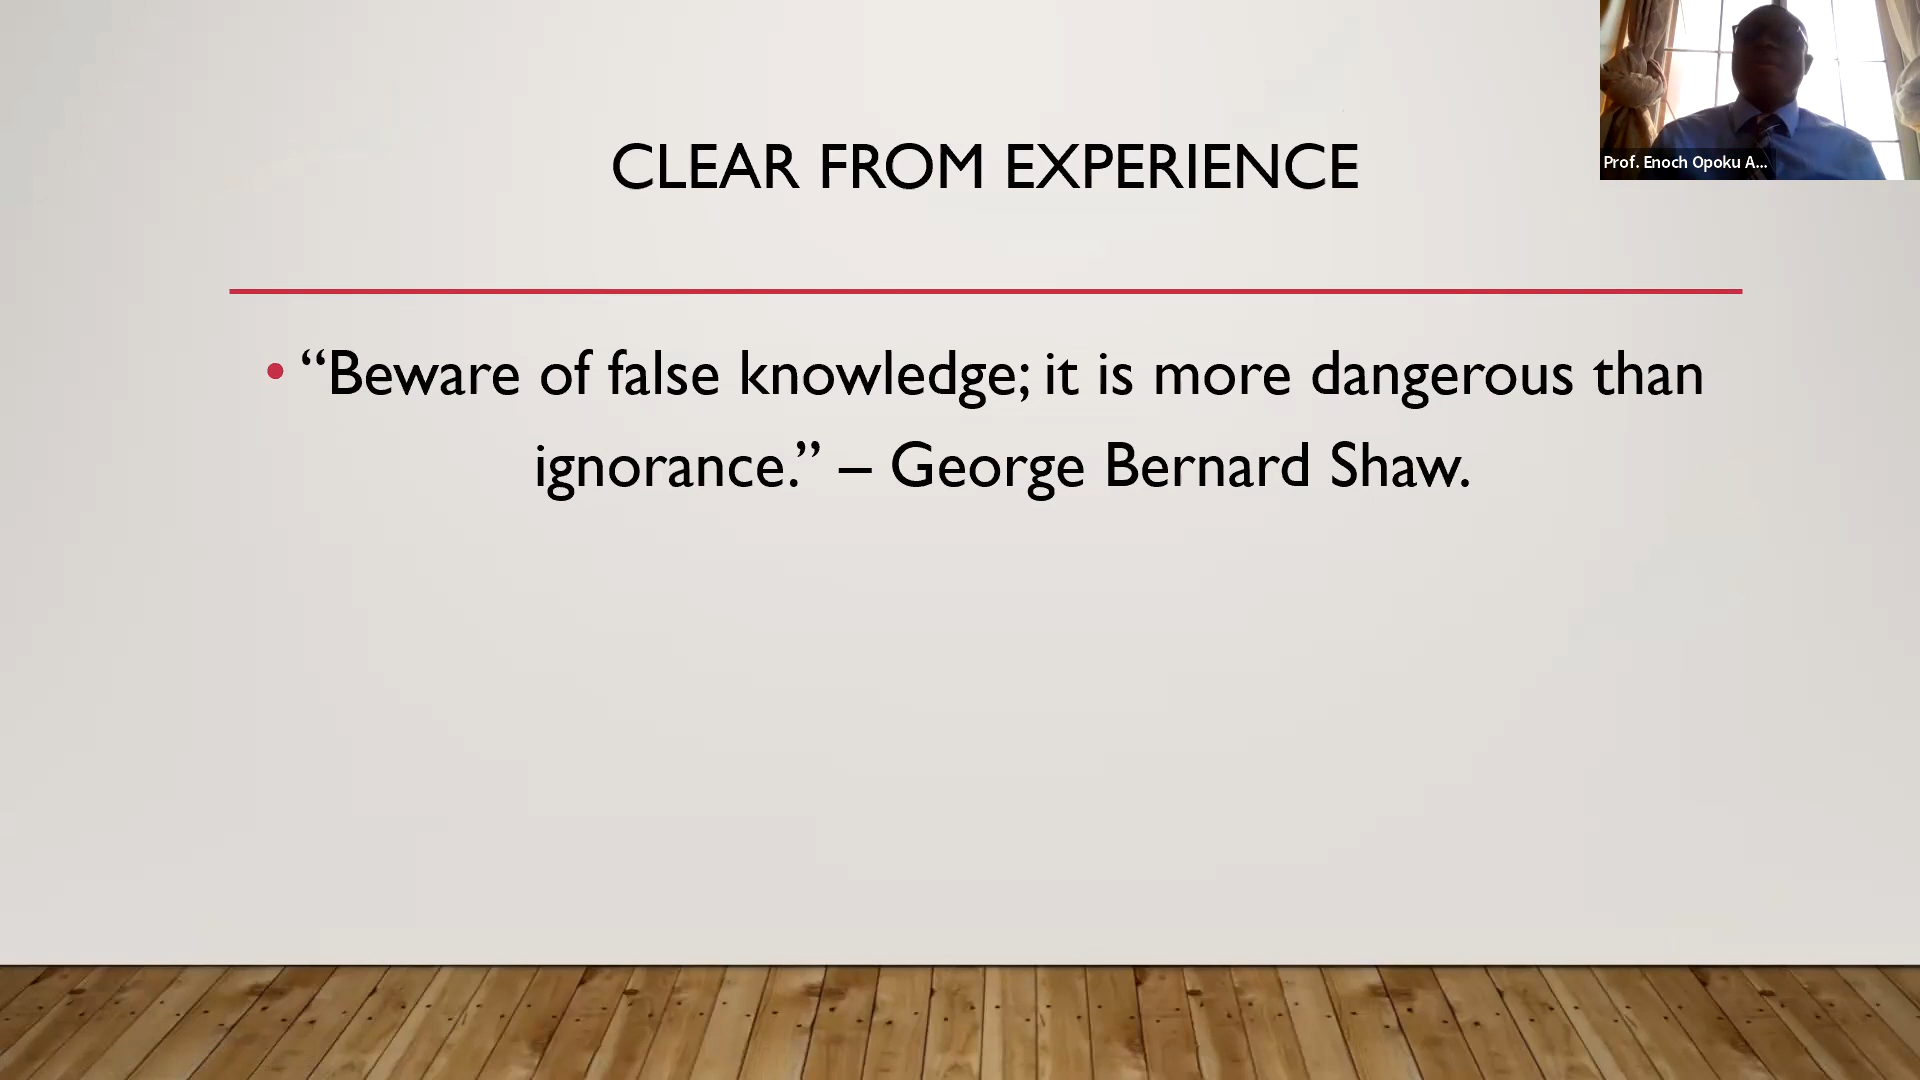 CLEAR FROM EXPERIENCE
Prof. Enoch Opoku A...
• “Beware of false knowledge; it is more dangerous than
ignorance.” – George Bernard Shaw.